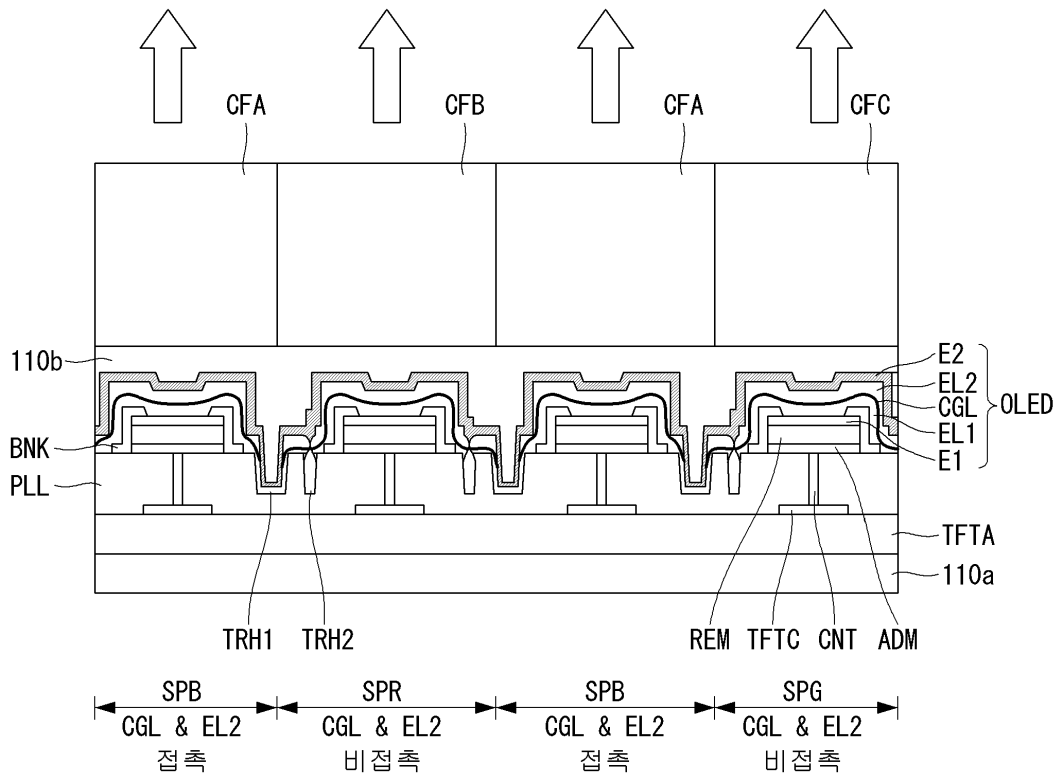 CFA CFB CFA CFC
110b
BNK
PLL
E2
EL2
CGL
EL1
E1
OLED
TFTA
110a
TRH1 TRH2 REM TFTC CNT ADM
SPB SPR SPB SPG
CGL & EL2 CGL & EL2 CGL & EL2 CGL & EL2
접촉 비접촉 접촉 비접촉